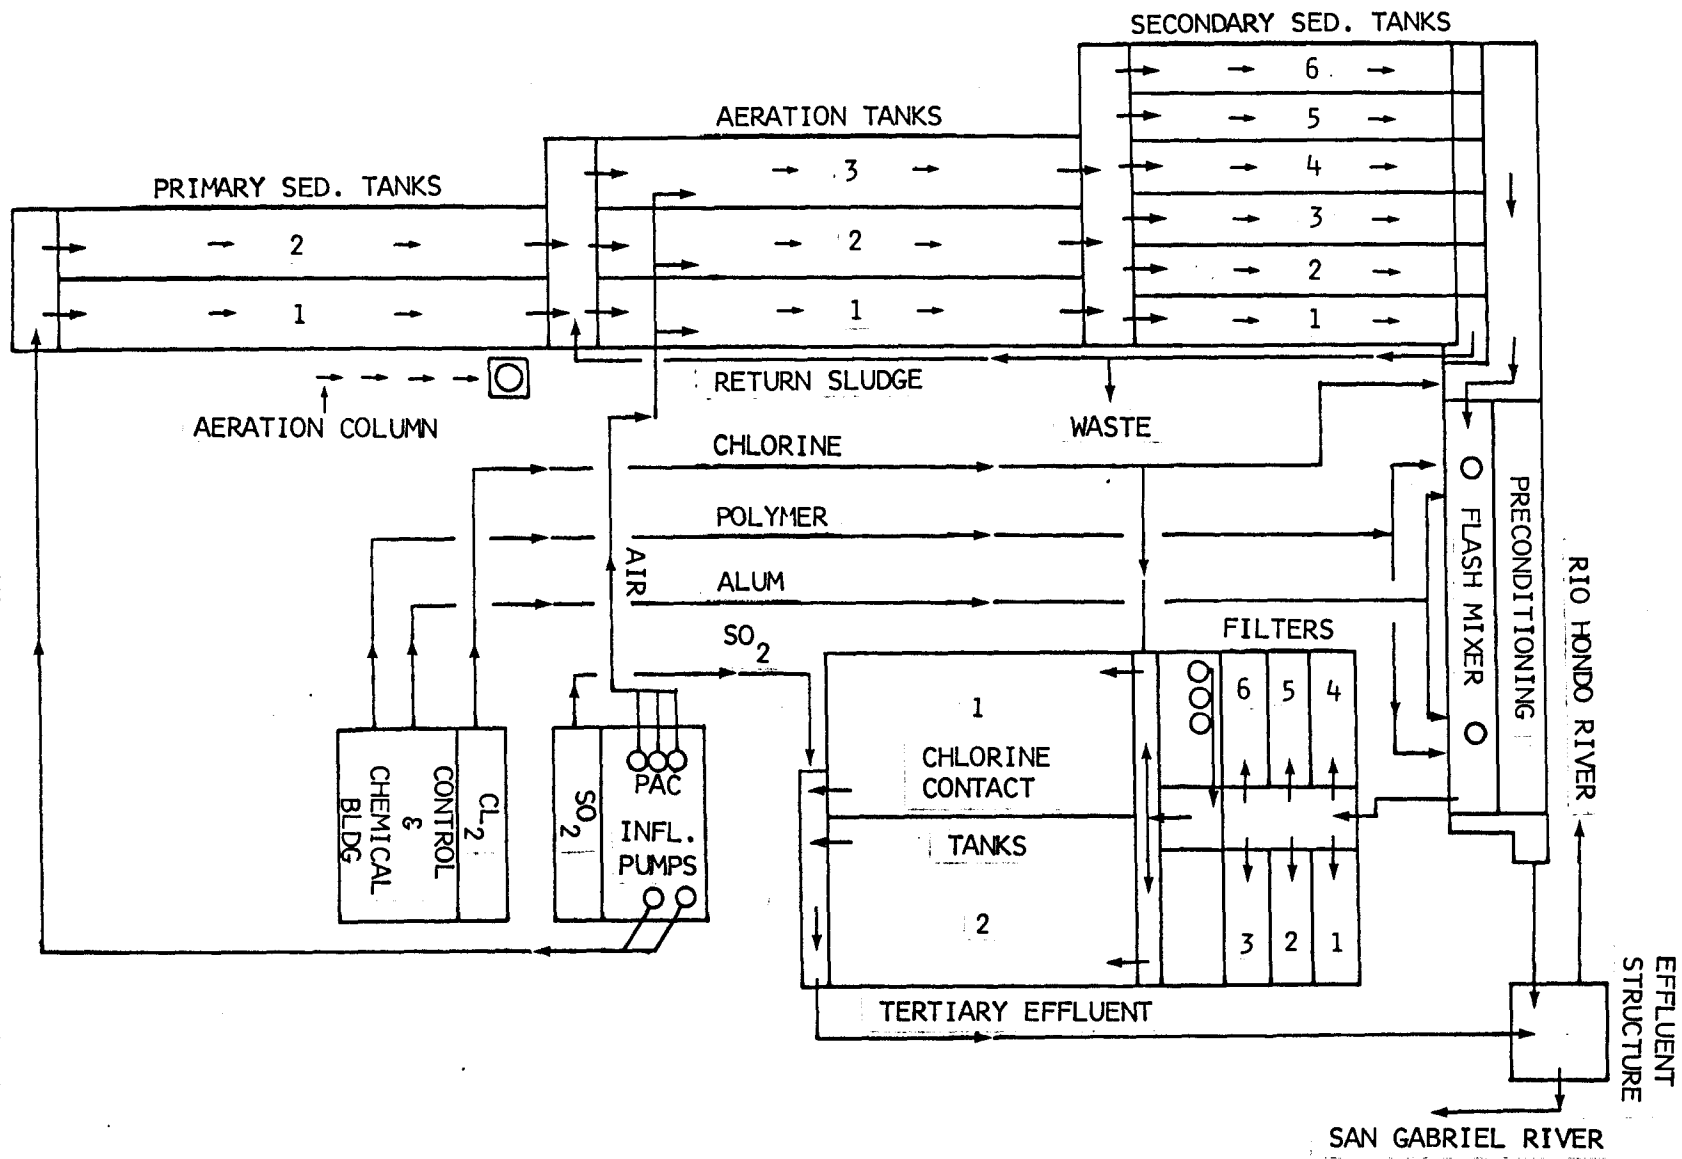 SECONDARY SED. TANKS
6
5
4
3
2
1
AERATION TANKS
3
2
1
PRIMARY SED. TANKS
2
1
AERATION COLUMN
RETURN SLUDGE
WASTE
CHLORINE
POLYMER
ALUM
AIR
SO2
FLASH MIXER
PRECONDITIONING
RIO HONDO RIVER
FILTERS
6 5 4
3 2 1
1
CHLORINE
CONTACT
TANKS
2
CL2
CONTROL
&
CHEMICAL
BLDG
SO2
PAC
INFL.
PUMPS
TERTIARY EFFLUENT
EFFLUENT
STRUCTURE
SAN GABRIEL RIVER